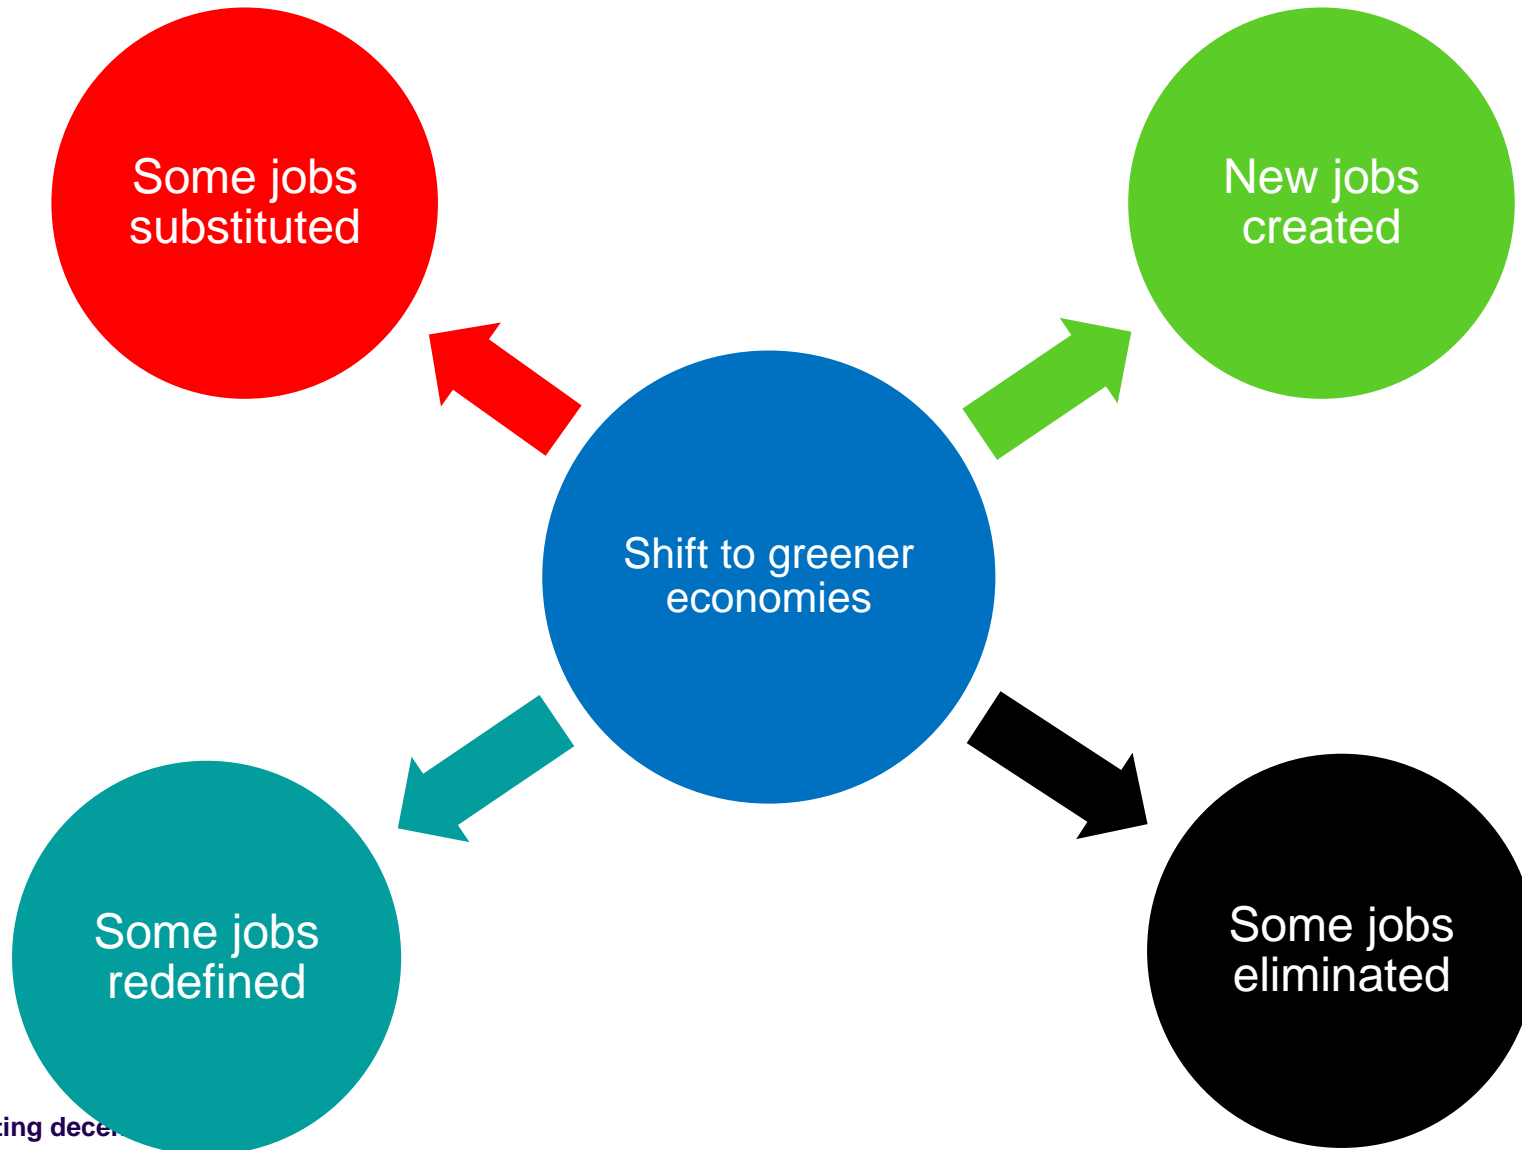 Some jobs
substituted
New jobs
created
Shift to greener
economies
Some jobs
redefined
Some jobs
eliminated